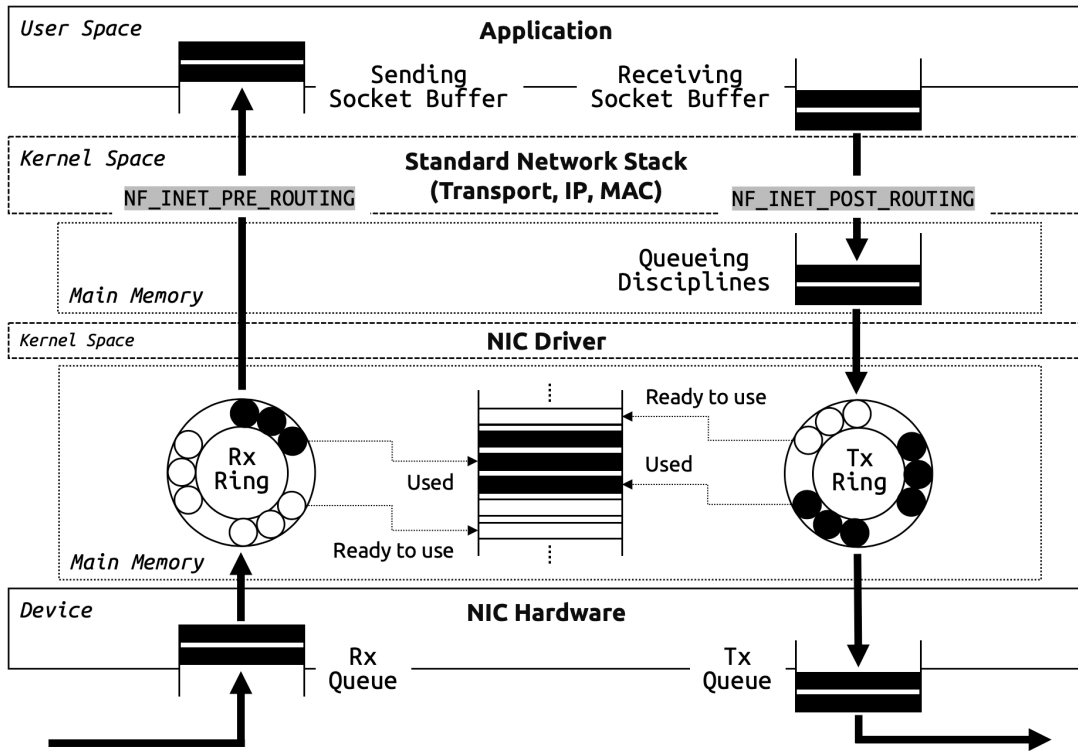 User Space
Application
Sending
Socket Buffer
Receiving
Socket Buffer
Kernel Space
Standard Network Stack
(Transport, IP, MAC)
NF_INET_PRE_ROUTING
NF_INET_POST_ROUTING
Queueing
Disciplines
Main Memory
Kernel Space
NIC Driver
Ready to use
Rx
Ring
Used
Used
Tx
Ring
Ready to use
Main Memory
Device
NIC Hardware
Rx
Queue
Tx
Queue